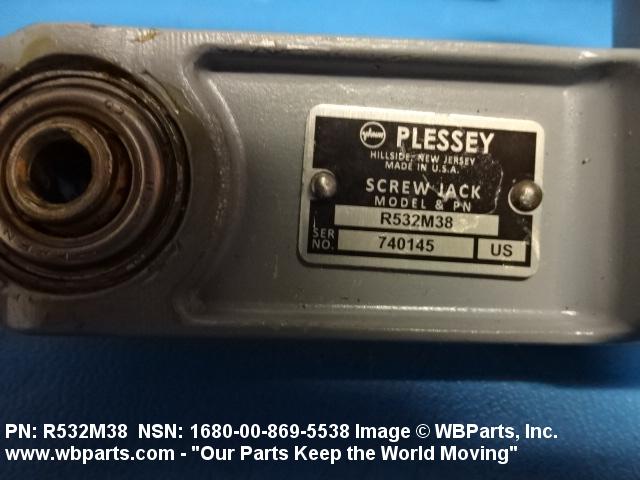 PLESSEY
HILLSIDE, NEW JERSEY
MADE IN U.S.A.
SCREW JACK
MODEL & PN
R532M38
SER NO. 740145 US
PN: R532M38 NSN: 1680-00-869-5538 Image © WBParts, Inc.
www.wbparts.com - "Our Parts Keep the World Moving"